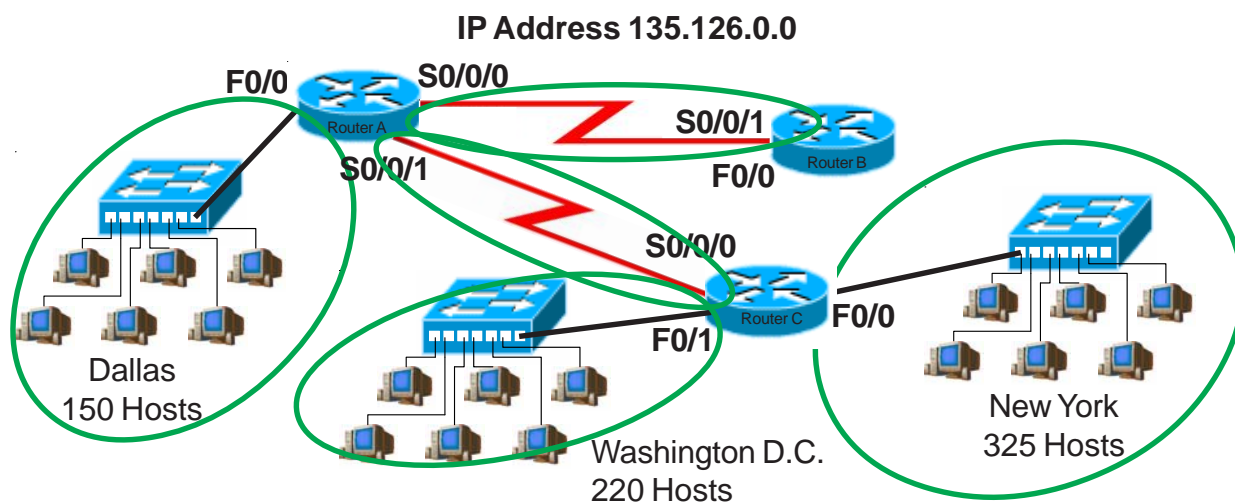 IP Address 135.126.0.0
F0/0
S0/0/0
Router A
S0/0/1
S0/0/1
Router B
F0/0
S0/0/0
Router C
F0/1
F0/0
Dallas
150 Hosts
Washington D.C.
220 Hosts
New York
325 Hosts